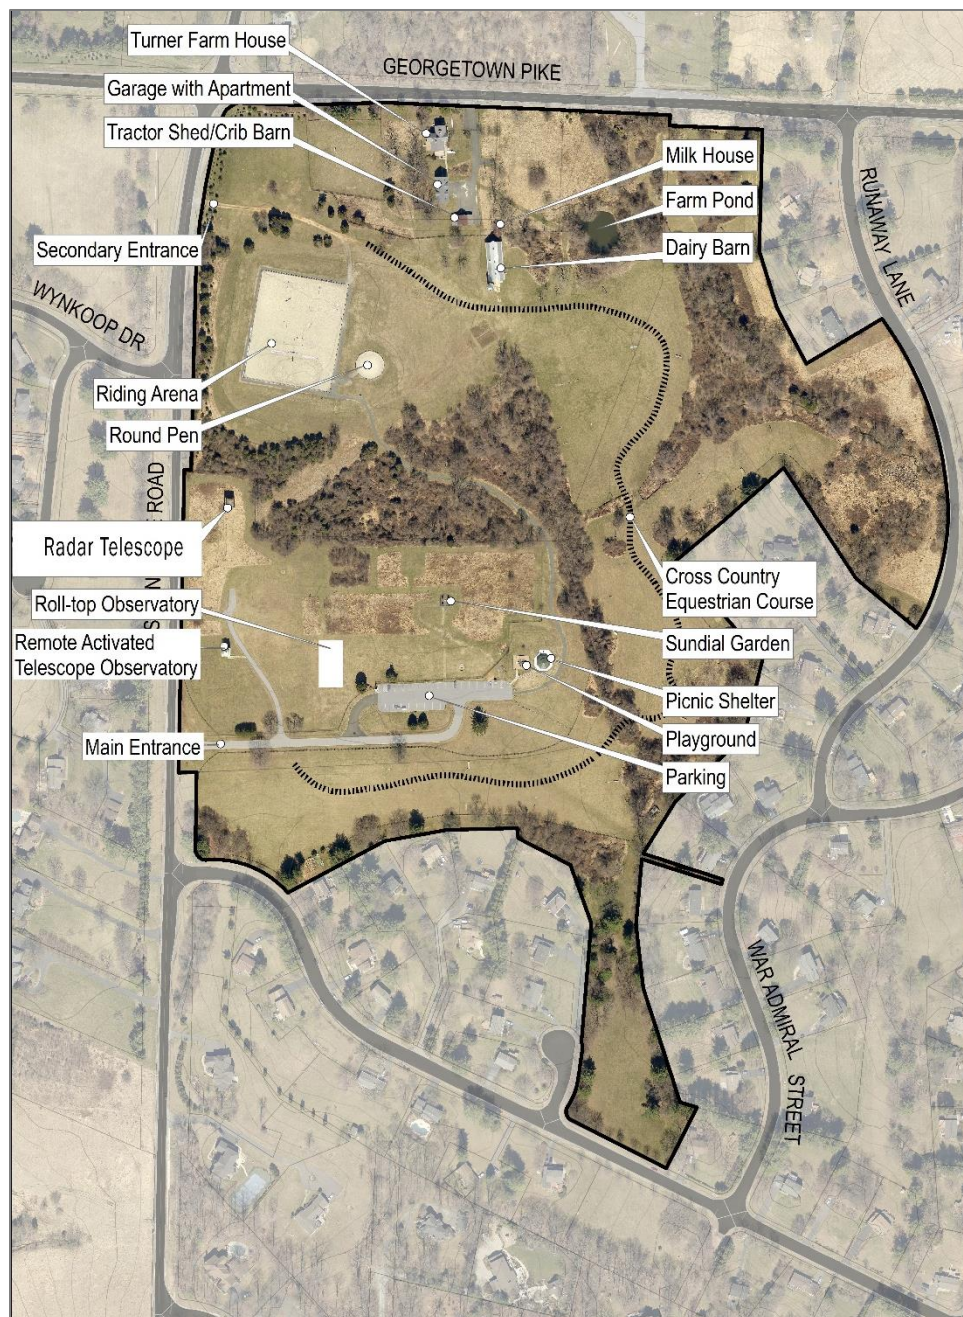 Turner Farm House
GEORGETOWN PIKE
Garage with Apartment
Tractor Shed/Crib Barn
Milk House
Farm Pond
RUNAWAY LANE
Secondary Entrance
Dairy Barn
WYNKOOP DR
Riding Arena
Round Pen
ROAD
Radar Telescope
Cross Country
Equestrian Course
Roll-top Observatory
Sundial Garden
Remote Activated
Telescope Observatory
Picnic Shelter
Main Entrance
Playground
Parking
WAR ADMIRAL STREET